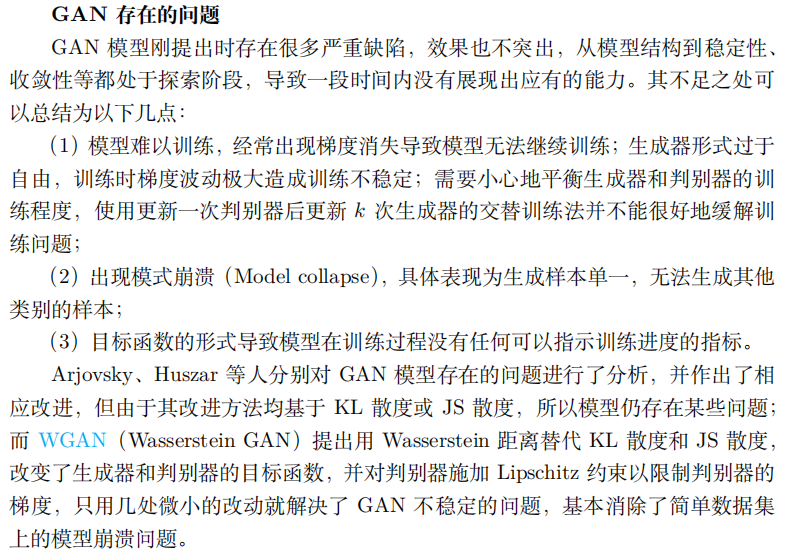 GAN 存在的问题
GAN 模型刚提出时存在很多严重缺陷，效果也不突出，从模型结构到稳定性、
收敛性等都处于探索阶段，导致一段时间内没有展现出应有的能力。其不足之处可
以总结为以下几点：
（1）模型难以训练，经常出现梯度消失导致模型无法继续训练；生成器形式过于
自由，训练时梯度波动极大造成训练不稳定；需要小心地平衡生成器和判别器的训
练程度，使用更新一次判别器后更新 k 次生成器的交替训练法并不能很好地缓解训
练问题；
（2）出现模式崩溃（Model collapse），具体表现为生成样本单一，无法生成其他
类别的样本；
（3）目标函数的形式导致模型在训练过程没有任何可以指示训练进度的指标。
Arjovsky、Huszar 等人分别对 GAN 模型存在的问题进行了分析，并作出了相
应改进，但由于其改进方法均基于 KL 散度或 JS 散度，所以模型仍存在某些问题；
而 WGAN（Wasserstein GAN）提出用 Wasserstein 距离替代 KL 散度和 JS 散度，
改变了生成器和判别器的目标函数，并对判别器施加 Lipschitz 约束以限制判别器的
梯度，只用几处微小的改动就解决了 GAN 不稳定的问题，基本消除了简单数据集
上的模型崩溃问题。